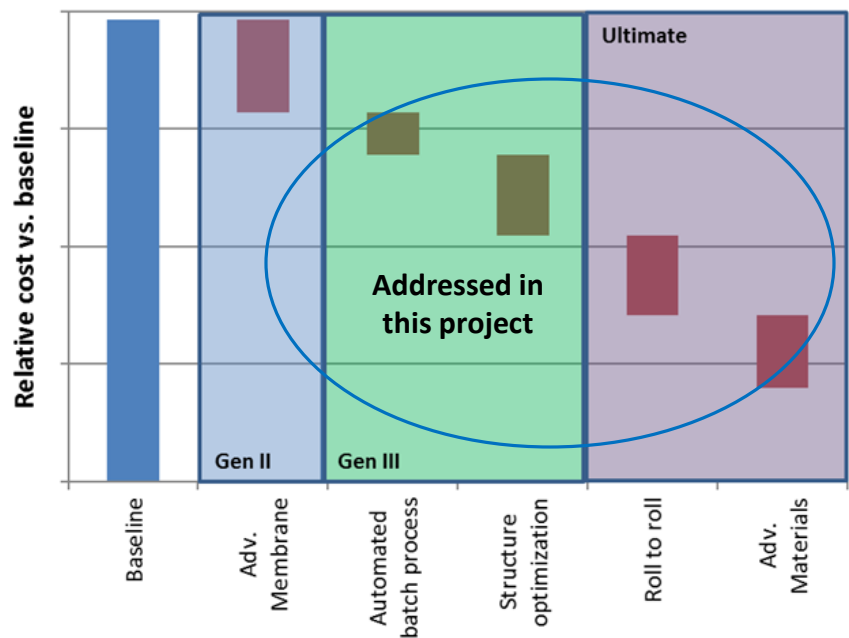 Ultimate
Relative cost vs. baseline
Addressed in
this project
Gen II
Gen III
Baseline
Adv.
Membrane
Automated
batch process
Structure
optimization
Roll to roll
Adv.
Materials